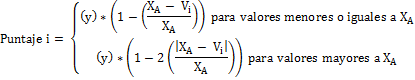 Puntaje i = { (y) * (1 − ((X_A − V_i) / X_A)) para valores menores o iguales a X_A
(y) * (1 − 2 (|X_A − V_i| / X_A)) para valores mayores a X_A